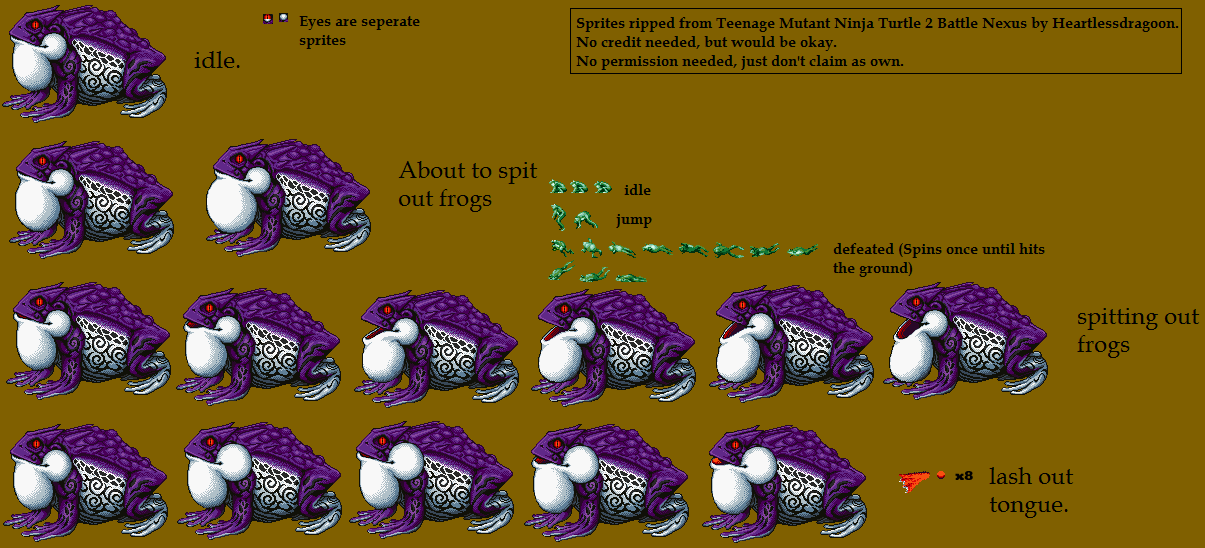 Eyes are seperate
sprites
idle.
Sprites ripped from Teenage Mutant Ninja Turtle 2 Battle Nexus by Heartlessdragoon.
No credit needed, but would be okay.
No permission needed, just don't claim as own.
About to spit
out frogs
idle
jump
defeated (Spins once until hits
the ground)
spitting out
frogs
x8
lash out
tongue.